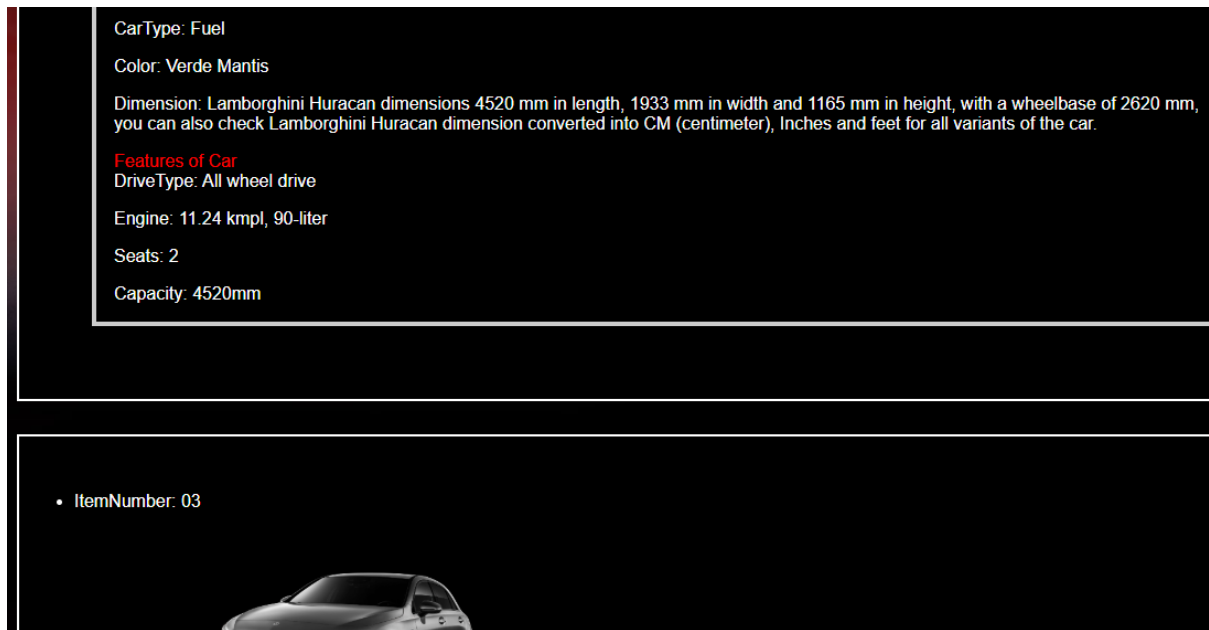 CarType: Fuel
Color: Verde Mantis
Dimension: Lamborghini Huracan dimensions 4520 mm in length, 1933 mm in width and 1165 mm in height, with a wheelbase of 2620 mm,
you can also check Lamborghini Huracan dimension converted into CM (centimeter), Inches and feet for all variants of the car.
Features of Car
DriveType: All wheel drive
Engine: 11.24 kmpl, 90-liter
Seats: 2
Capacity: 4520mm
• ItemNumber: 03